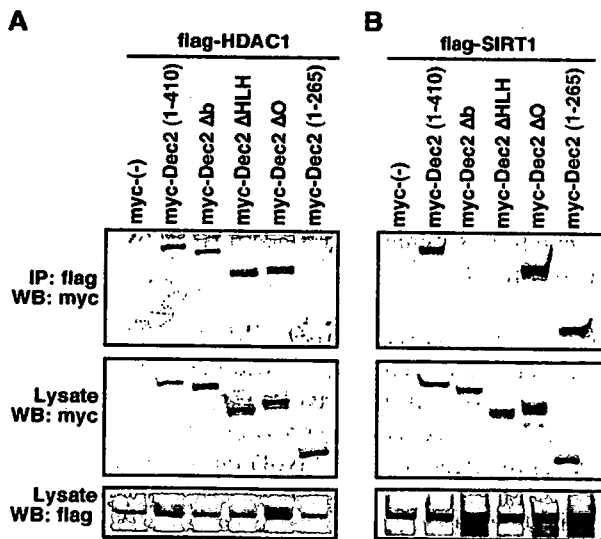 A
flag-HDAC1
myc-(-)
myc-Dec2 (1-410)
myc-Dec2 Δb
myc-Dec2 ΔHLH
myc-Dec2 ΔO
myc-Dec2 (1-265)
B
flag-SIRT1
myc-(-)
myc-Dec2 (1-410)
myc-Dec2 Δb
myc-Dec2 ΔHLH
myc-Dec2 ΔO
myc-Dec2 (1-265)
IP: flag
WB: myc
Lysate
WB: myc
Lysate
WB: flag